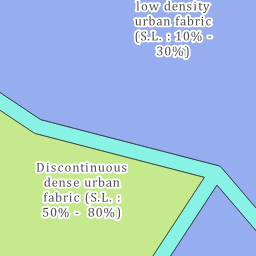 low density
urban fabric
(S.L. : 10% -
30%)
Discontinuous
dense urban
fabric (S.L. :
50% -  80%)